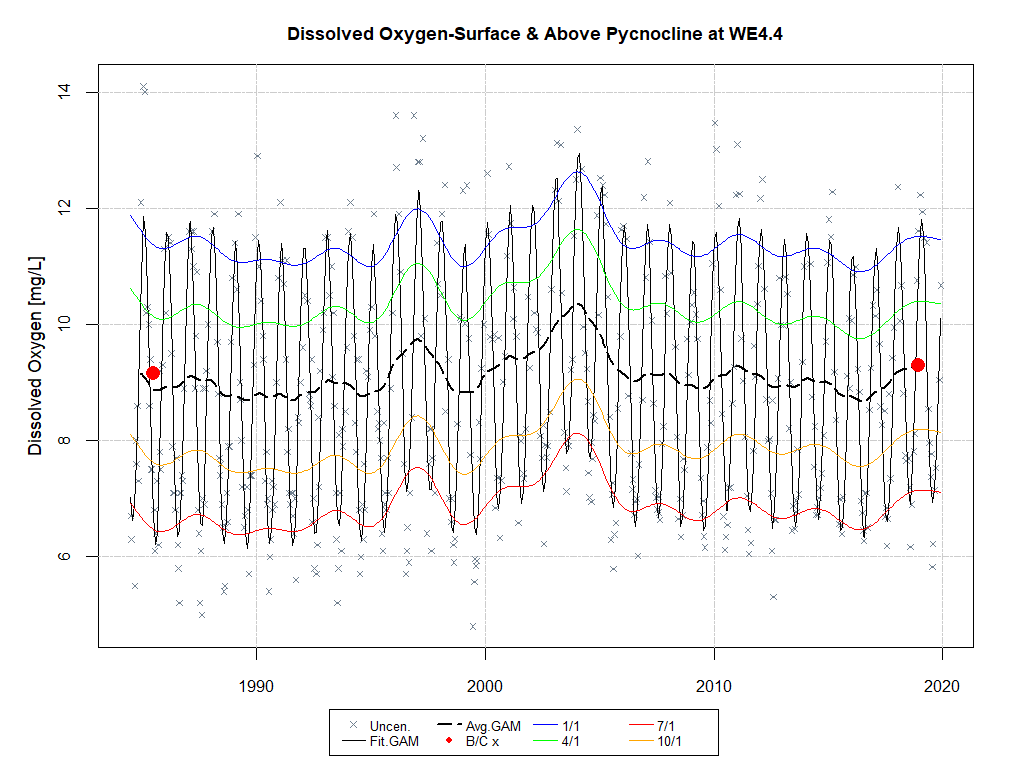 Dissolved Oxygen-Surface & Above Pycnocline at WE4.4
Dissolved Oxygen [mg/L]
14
12
10
8
6
1990 2000 2010 2020
Uncen. Avg.GAM 1/1 7/1
Fit.GAM B/C x 4/1 10/1